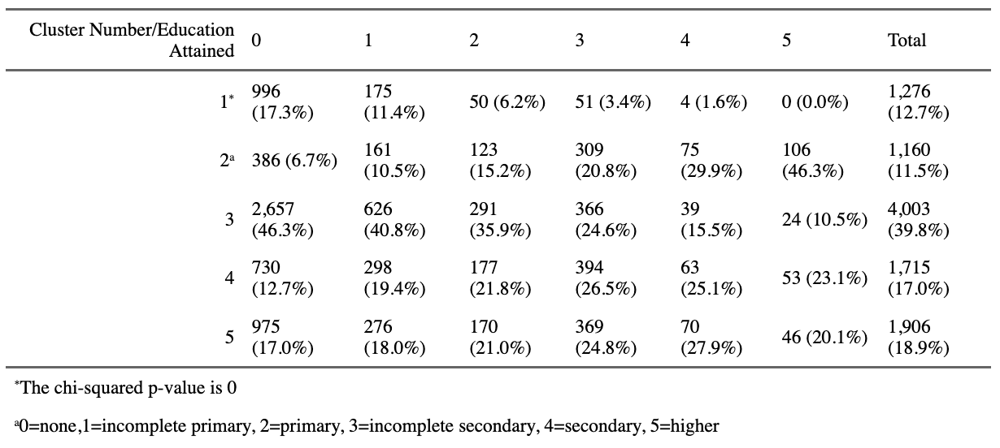 Cluster Number/Education Attained 0 1 2 3 4 5 Total
1* 996 (17.3%) 175 (11.4%) 50 (6.2%) 51 (3.4%) 4 (1.6%) 0 (0.0%) 1,276 (12.7%)
2a 386 (6.7%) 161 (10.5%) 123 (15.2%) 309 (20.8%) 75 (29.9%) 106 (46.3%) 1,160 (11.5%)
3 2,657 (46.3%) 626 (40.8%) 291 (35.9%) 366 (24.6%) 39 (15.5%) 24 (10.5%) 4,003 (39.8%)
4 730 (12.7%) 298 (19.4%) 177 (21.8%) 394 (26.5%) 63 (25.1%) 53 (23.1%) 1,715 (17.0%)
5 975 (17.0%) 276 (18.0%) 170 (21.0%) 369 (24.8%) 70 (27.9%) 46 (20.1%) 1,906 (18.9%)
*The chi-squared p-value is 0
a0=none,1=incomplete primary, 2=primary, 3=incomplete secondary, 4=secondary, 5=higher